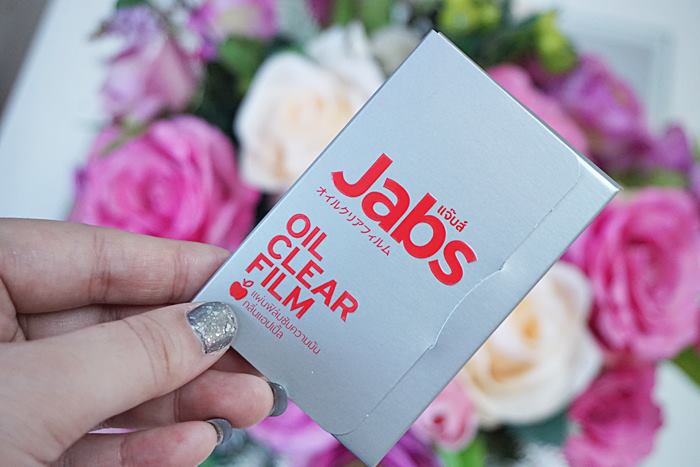 Jabs
แจ๊บส์
オイルクリアフィルム
OIL
CLEAR
FILM
แผ่นฟิล์มซับความมัน
กลิ่นแอปเปิ้ล